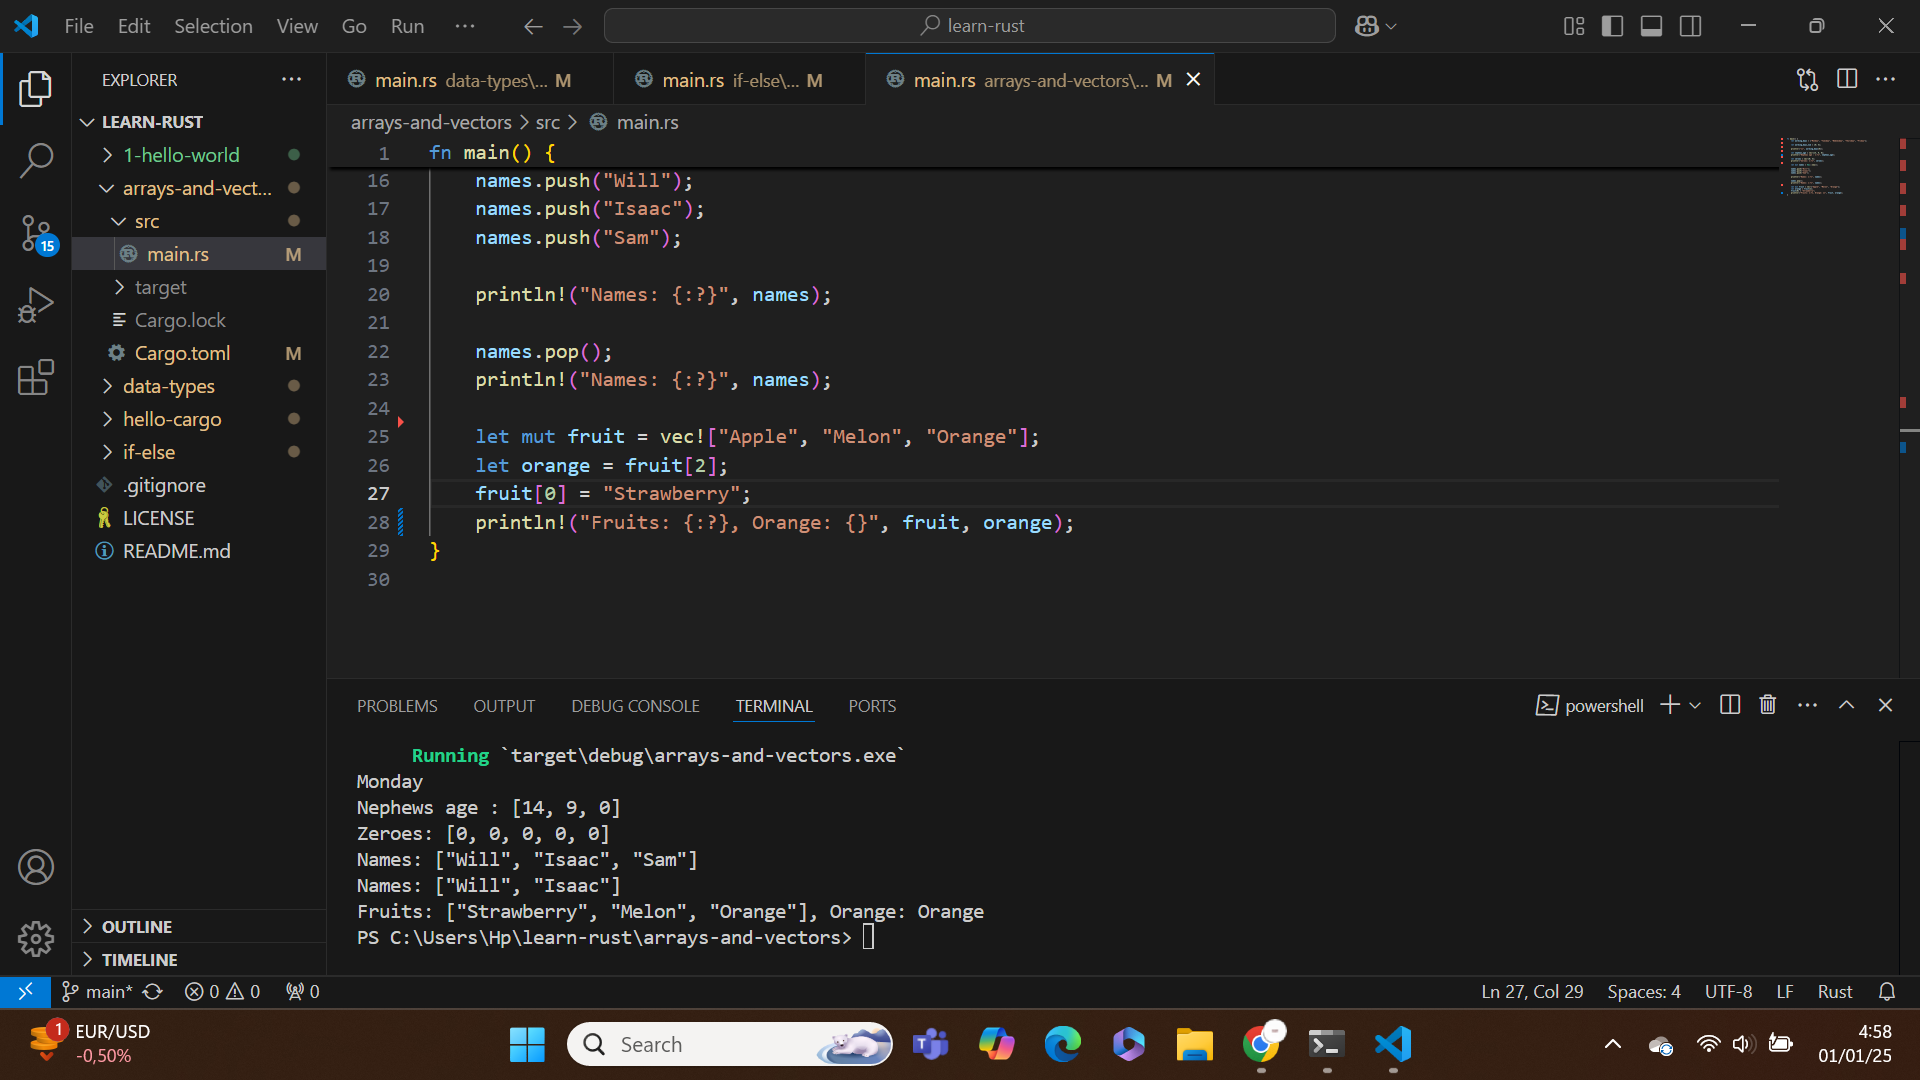 File Edit Selection View Go Run ··· learn-rust
EXPLORER ···
main.rs data-types\... M
main.rs if-else\... M
main.rs arrays-and-vectors\... M
LEARN-RUST
1-hello-world
arrays-and-vect...
src
main.rs M
target
Cargo.lock
Cargo.toml M
data-types
hello-cargo
if-else
.gitignore
LICENSE
README.md
OUTLINE
TIMELINE
15
arrays-and-vectors > src > main.rs
1 fn main() {
16 names.push("Will");
17 names.push("Isaac");
18 names.push("Sam");
19
20 println!("Names: {:?}", names);
21
22 names.pop();
23 println!("Names: {:?}", names);
24
25 let mut fruit = vec!["Apple", "Melon", "Orange"];
26 let orange = fruit[2];
27 fruit[0] = "Strawberry";
28 println!("Fruits: {:?}, Orange: {}", fruit, orange);
29 }
30
PROBLEMS OUTPUT DEBUG CONSOLE TERMINAL PORTS powershell
Running `target\debug\arrays-and-vectors.exe`
Monday
Nephews age : [14, 9, 0]
Zeroes: [0, 0, 0, 0, 0]
Names: ["Will", "Isaac", "Sam"]
Names: ["Will", "Isaac"]
Fruits: ["Strawberry", "Melon", "Orange"], Orange: Orange
PS C:\Users\Hp\learn-rust\arrays-and-vectors>
main* 0 0 0 Ln 27, Col 29 Spaces: 4 UTF-8 LF Rust
1 EUR/USD
-0,50%
Search
4:58
01/01/25